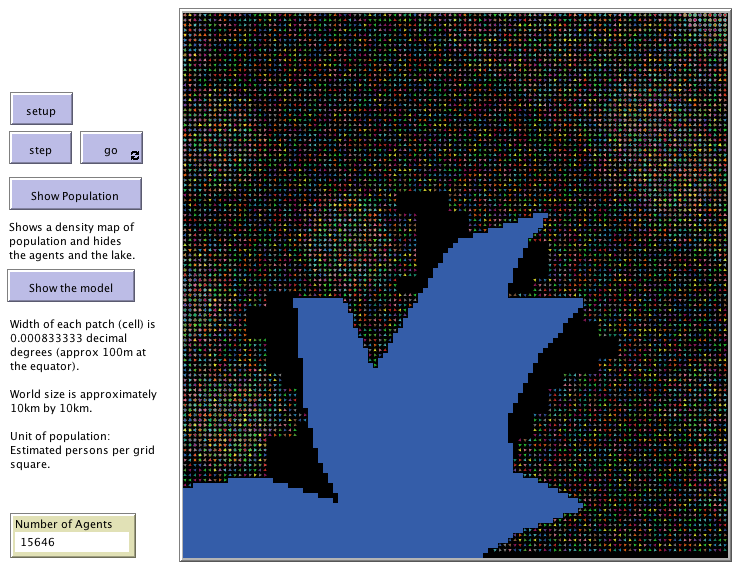 setup
step
go
Show Population
Shows a density map of
population and hides
the agents and the lake.
Show the model
Width of each patch (cell) is
0.000833333 decimal
degrees (approx 100m at
the equator).
World size is approximately
10km by 10km.
Unit of population:
Estimated persons per grid
square.
Number of Agents
15646